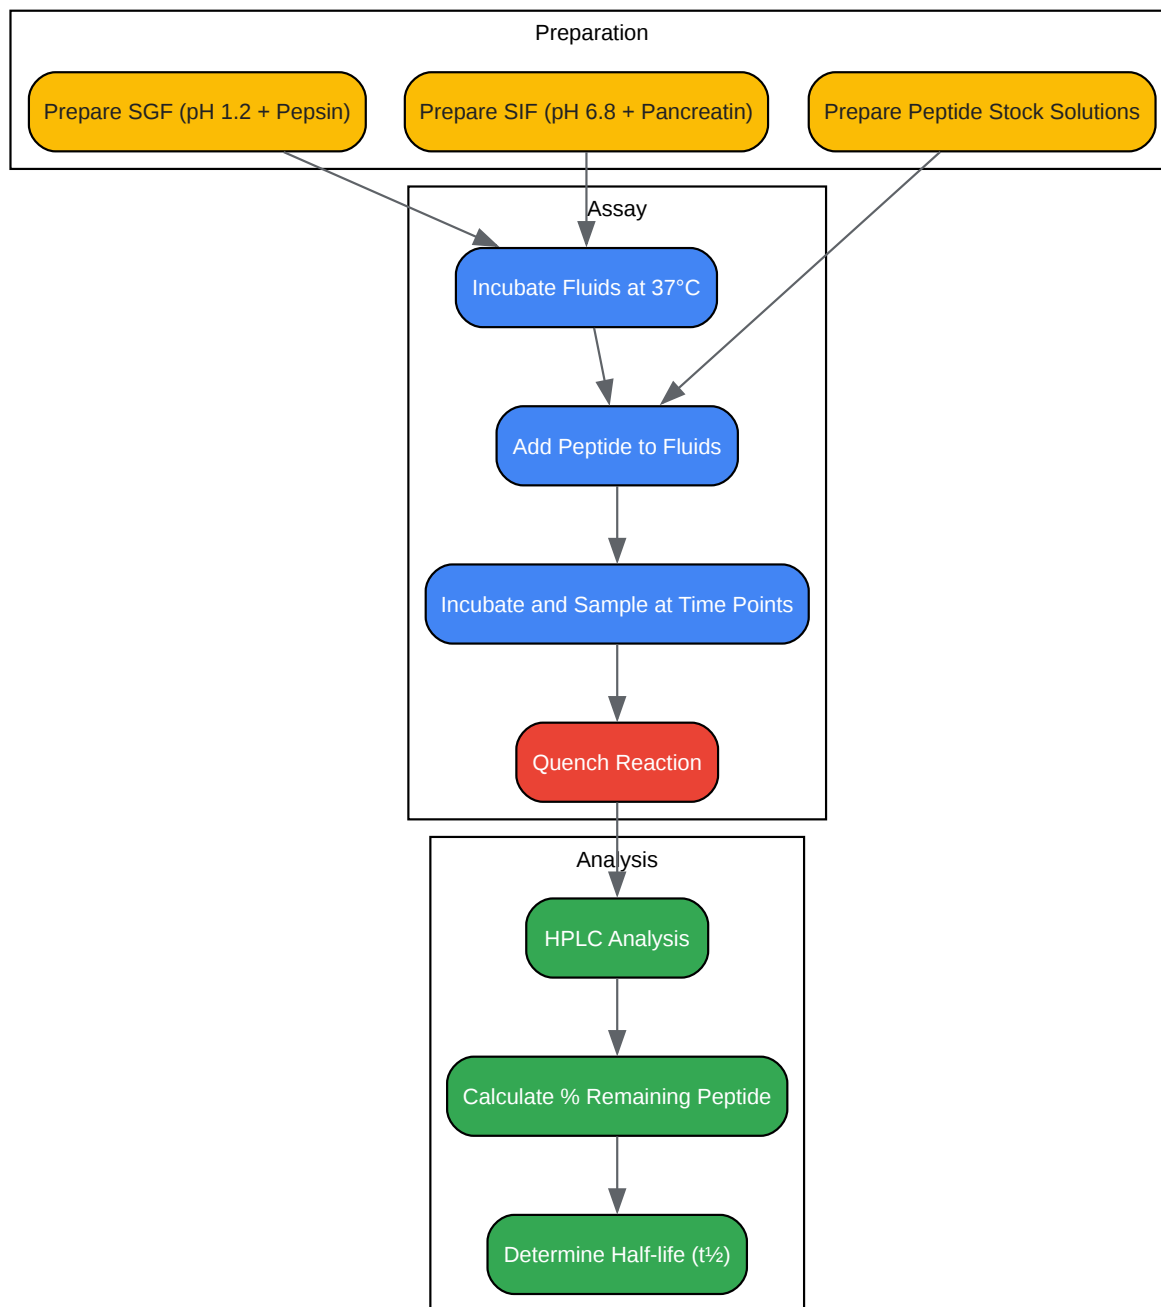 Preparation
Prepare SGF (pH 1.2 + Pepsin)
Prepare SIF (pH 6.8 + Pancreatin)
Prepare Peptide Stock Solutions
Assay
Incubate Fluids at 37°C
Add Peptide to Fluids
Incubate and Sample at Time Points
Quench Reaction
Analysis
HPLC Analysis
Calculate % Remaining Peptide
Determine Half-life (t½)